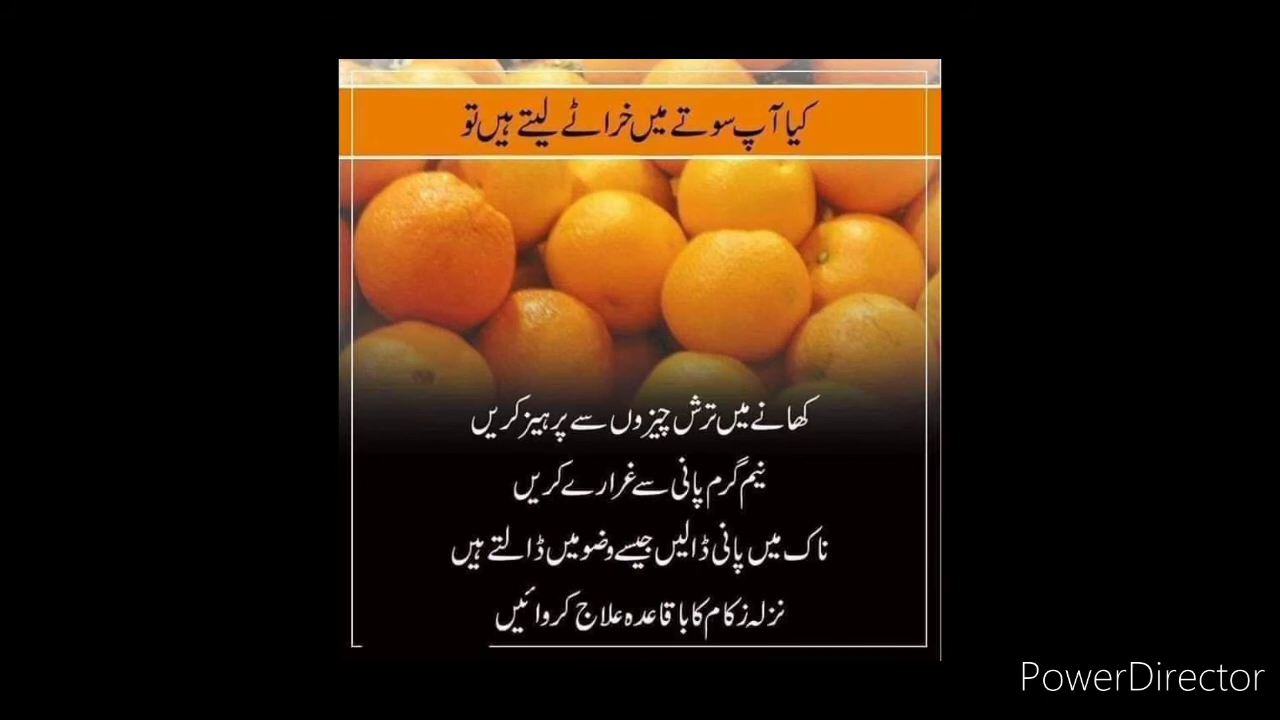 کیا آپ سوتے میں خراٹے لیتے ہیں تو
کھانے میں ترش چیزوں سے پرہیز کریں
نیم گرم پانی سے غرارے کریں
ناک میں پانی ڈالیں جیسے وضو میں ڈالتے ہیں
نزلہ زکام کا باقاعدہ علاج کروائیں
PowerDirector